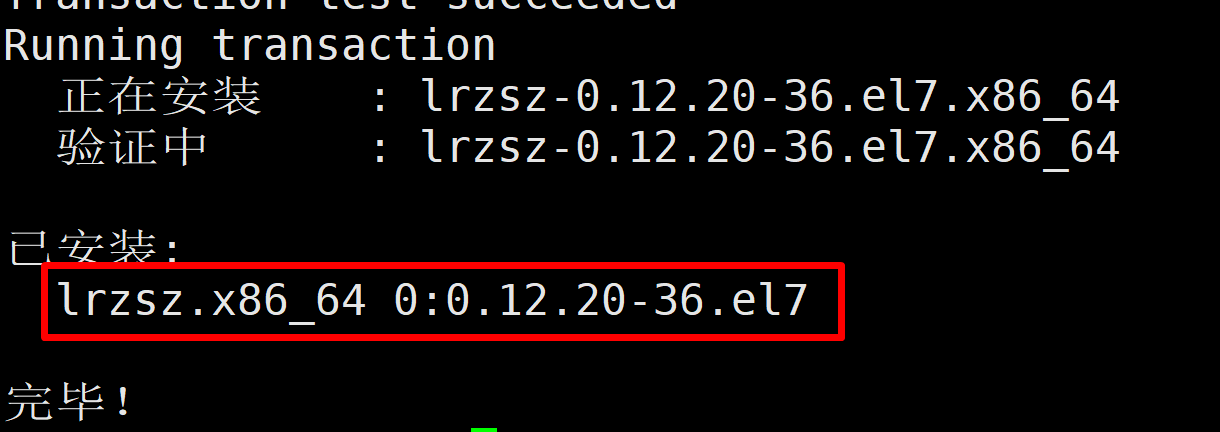 Transaction test succeeded
Running transaction
正在安装 : lrzsz-0.12.20-36.el7.x86_64
验证中 : lrzsz-0.12.20-36.el7.x86_64
已安装:
lrzsz.x86_64 0:0.12.20-36.el7
完毕！